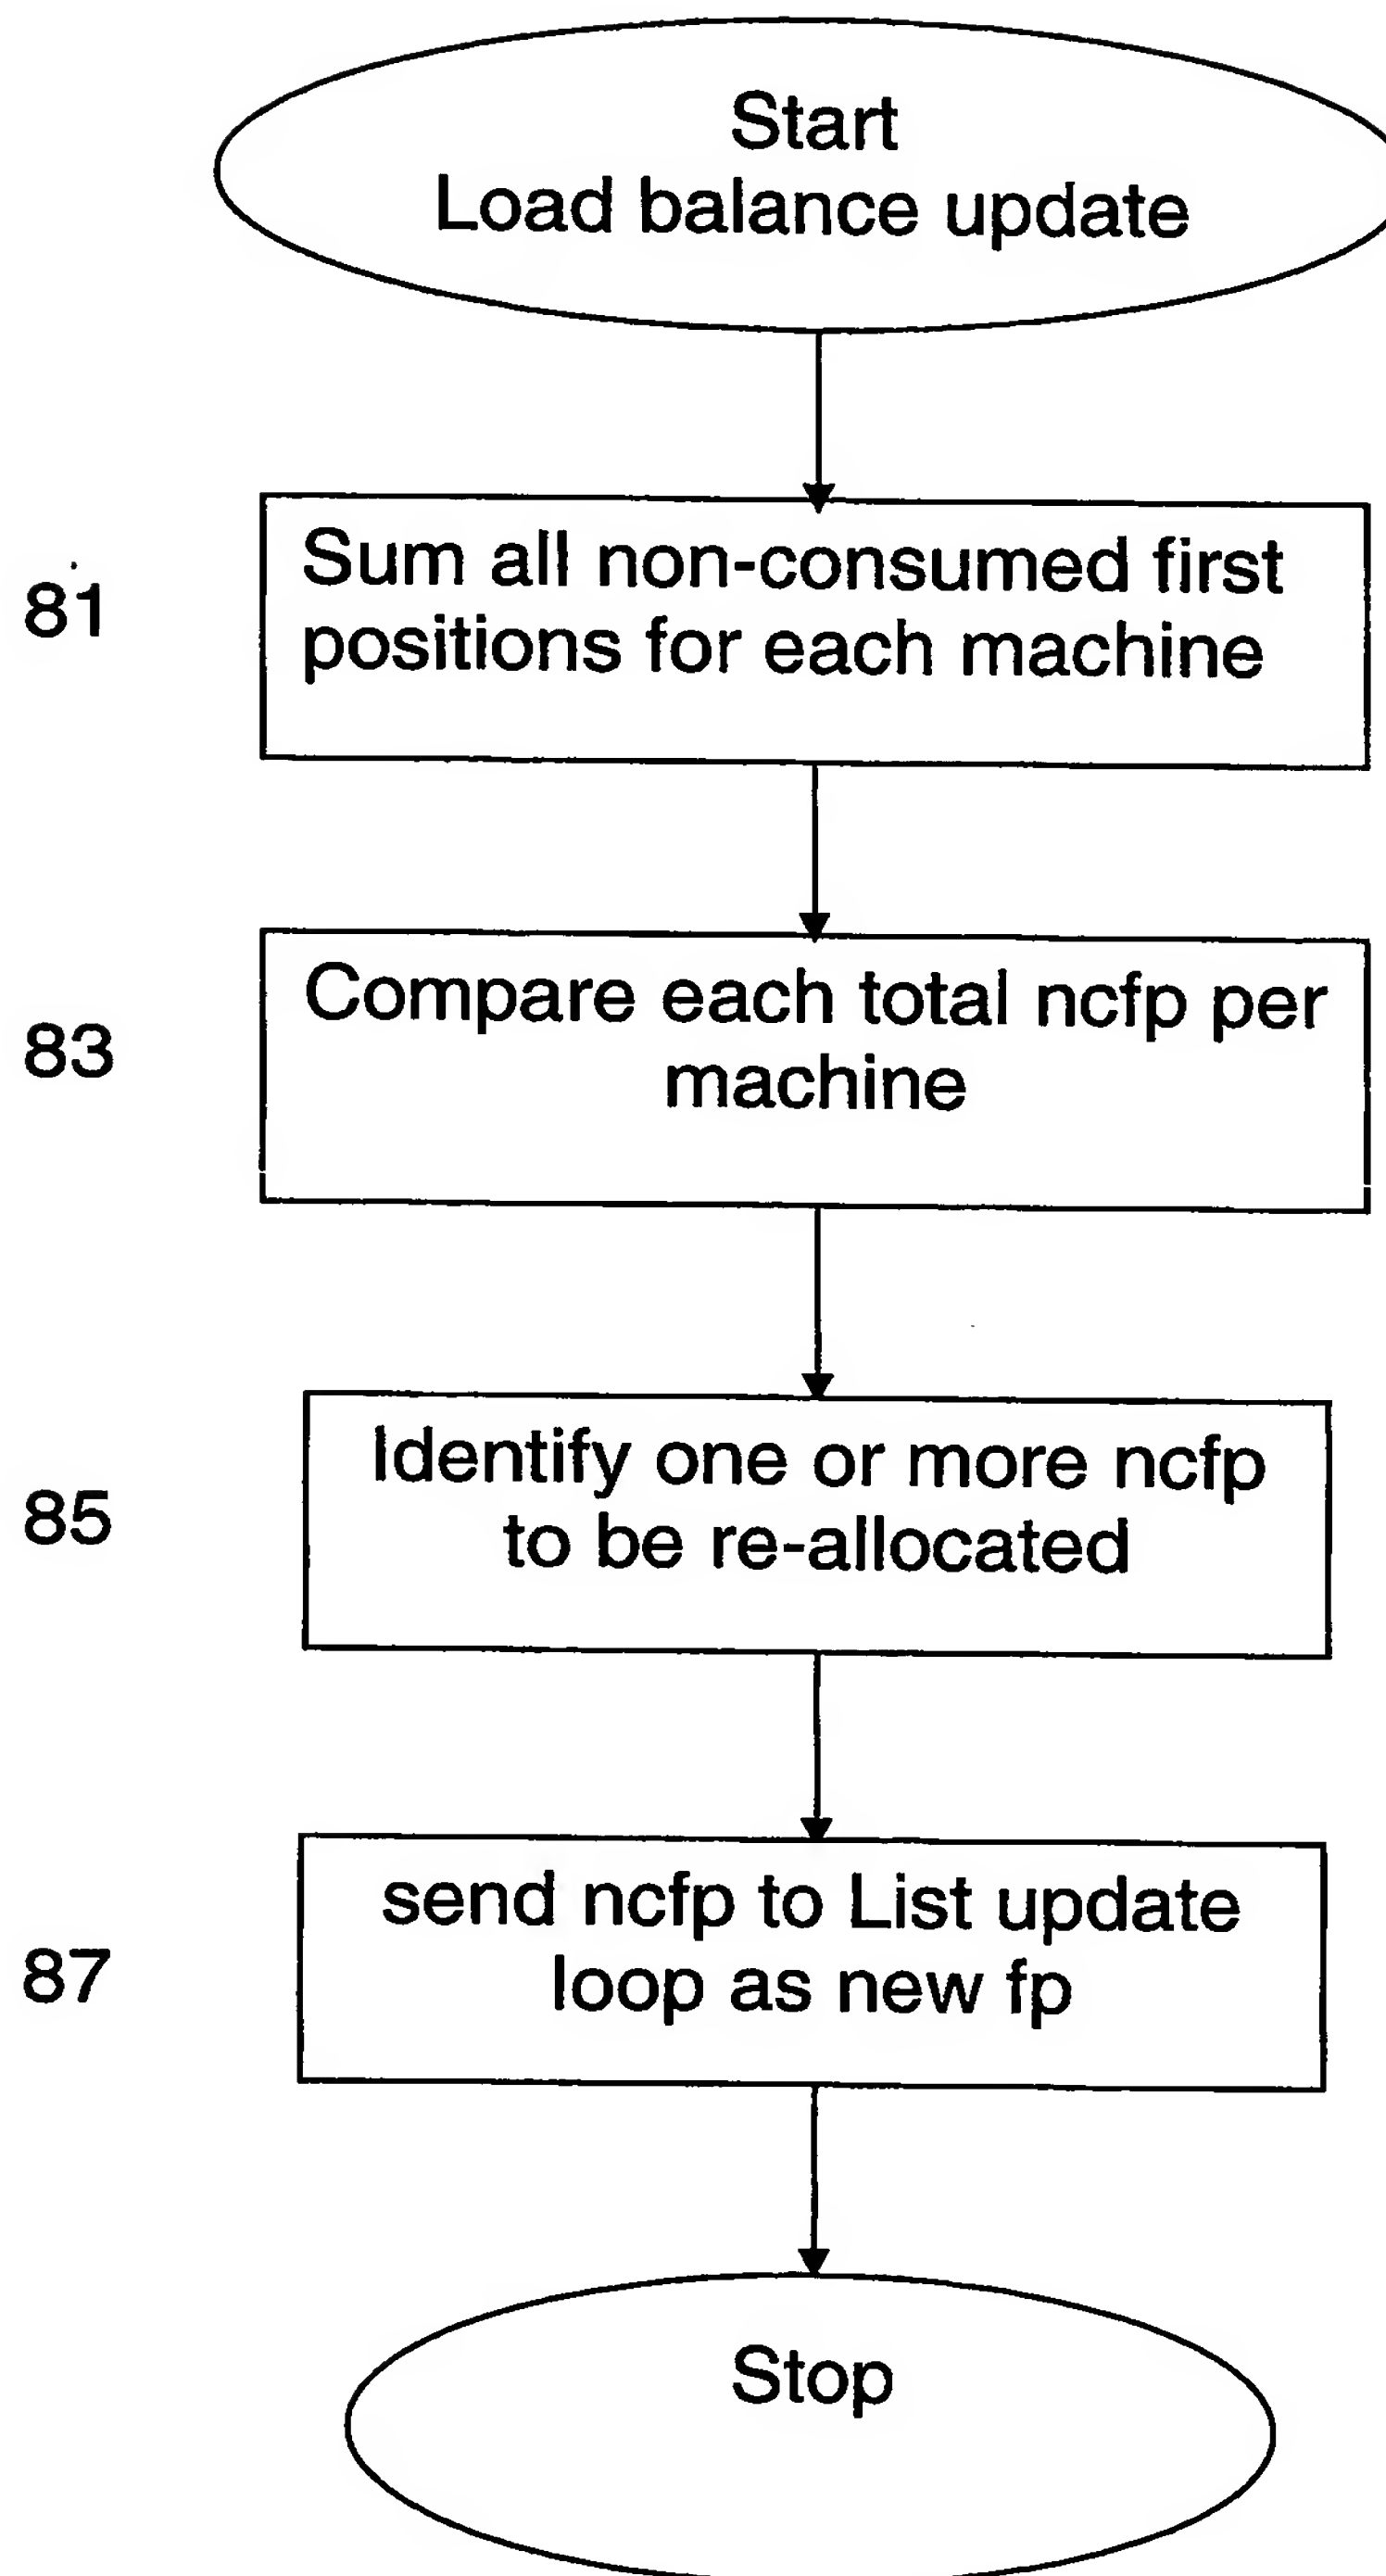 Start
Load balance update
81
Sum all non-consumed first
positions for each machine
83
Compare each total ncfp per
machine
85
Identify one or more ncfp
to be re-allocated
87
send ncfp to List update
loop as new fp
Stop